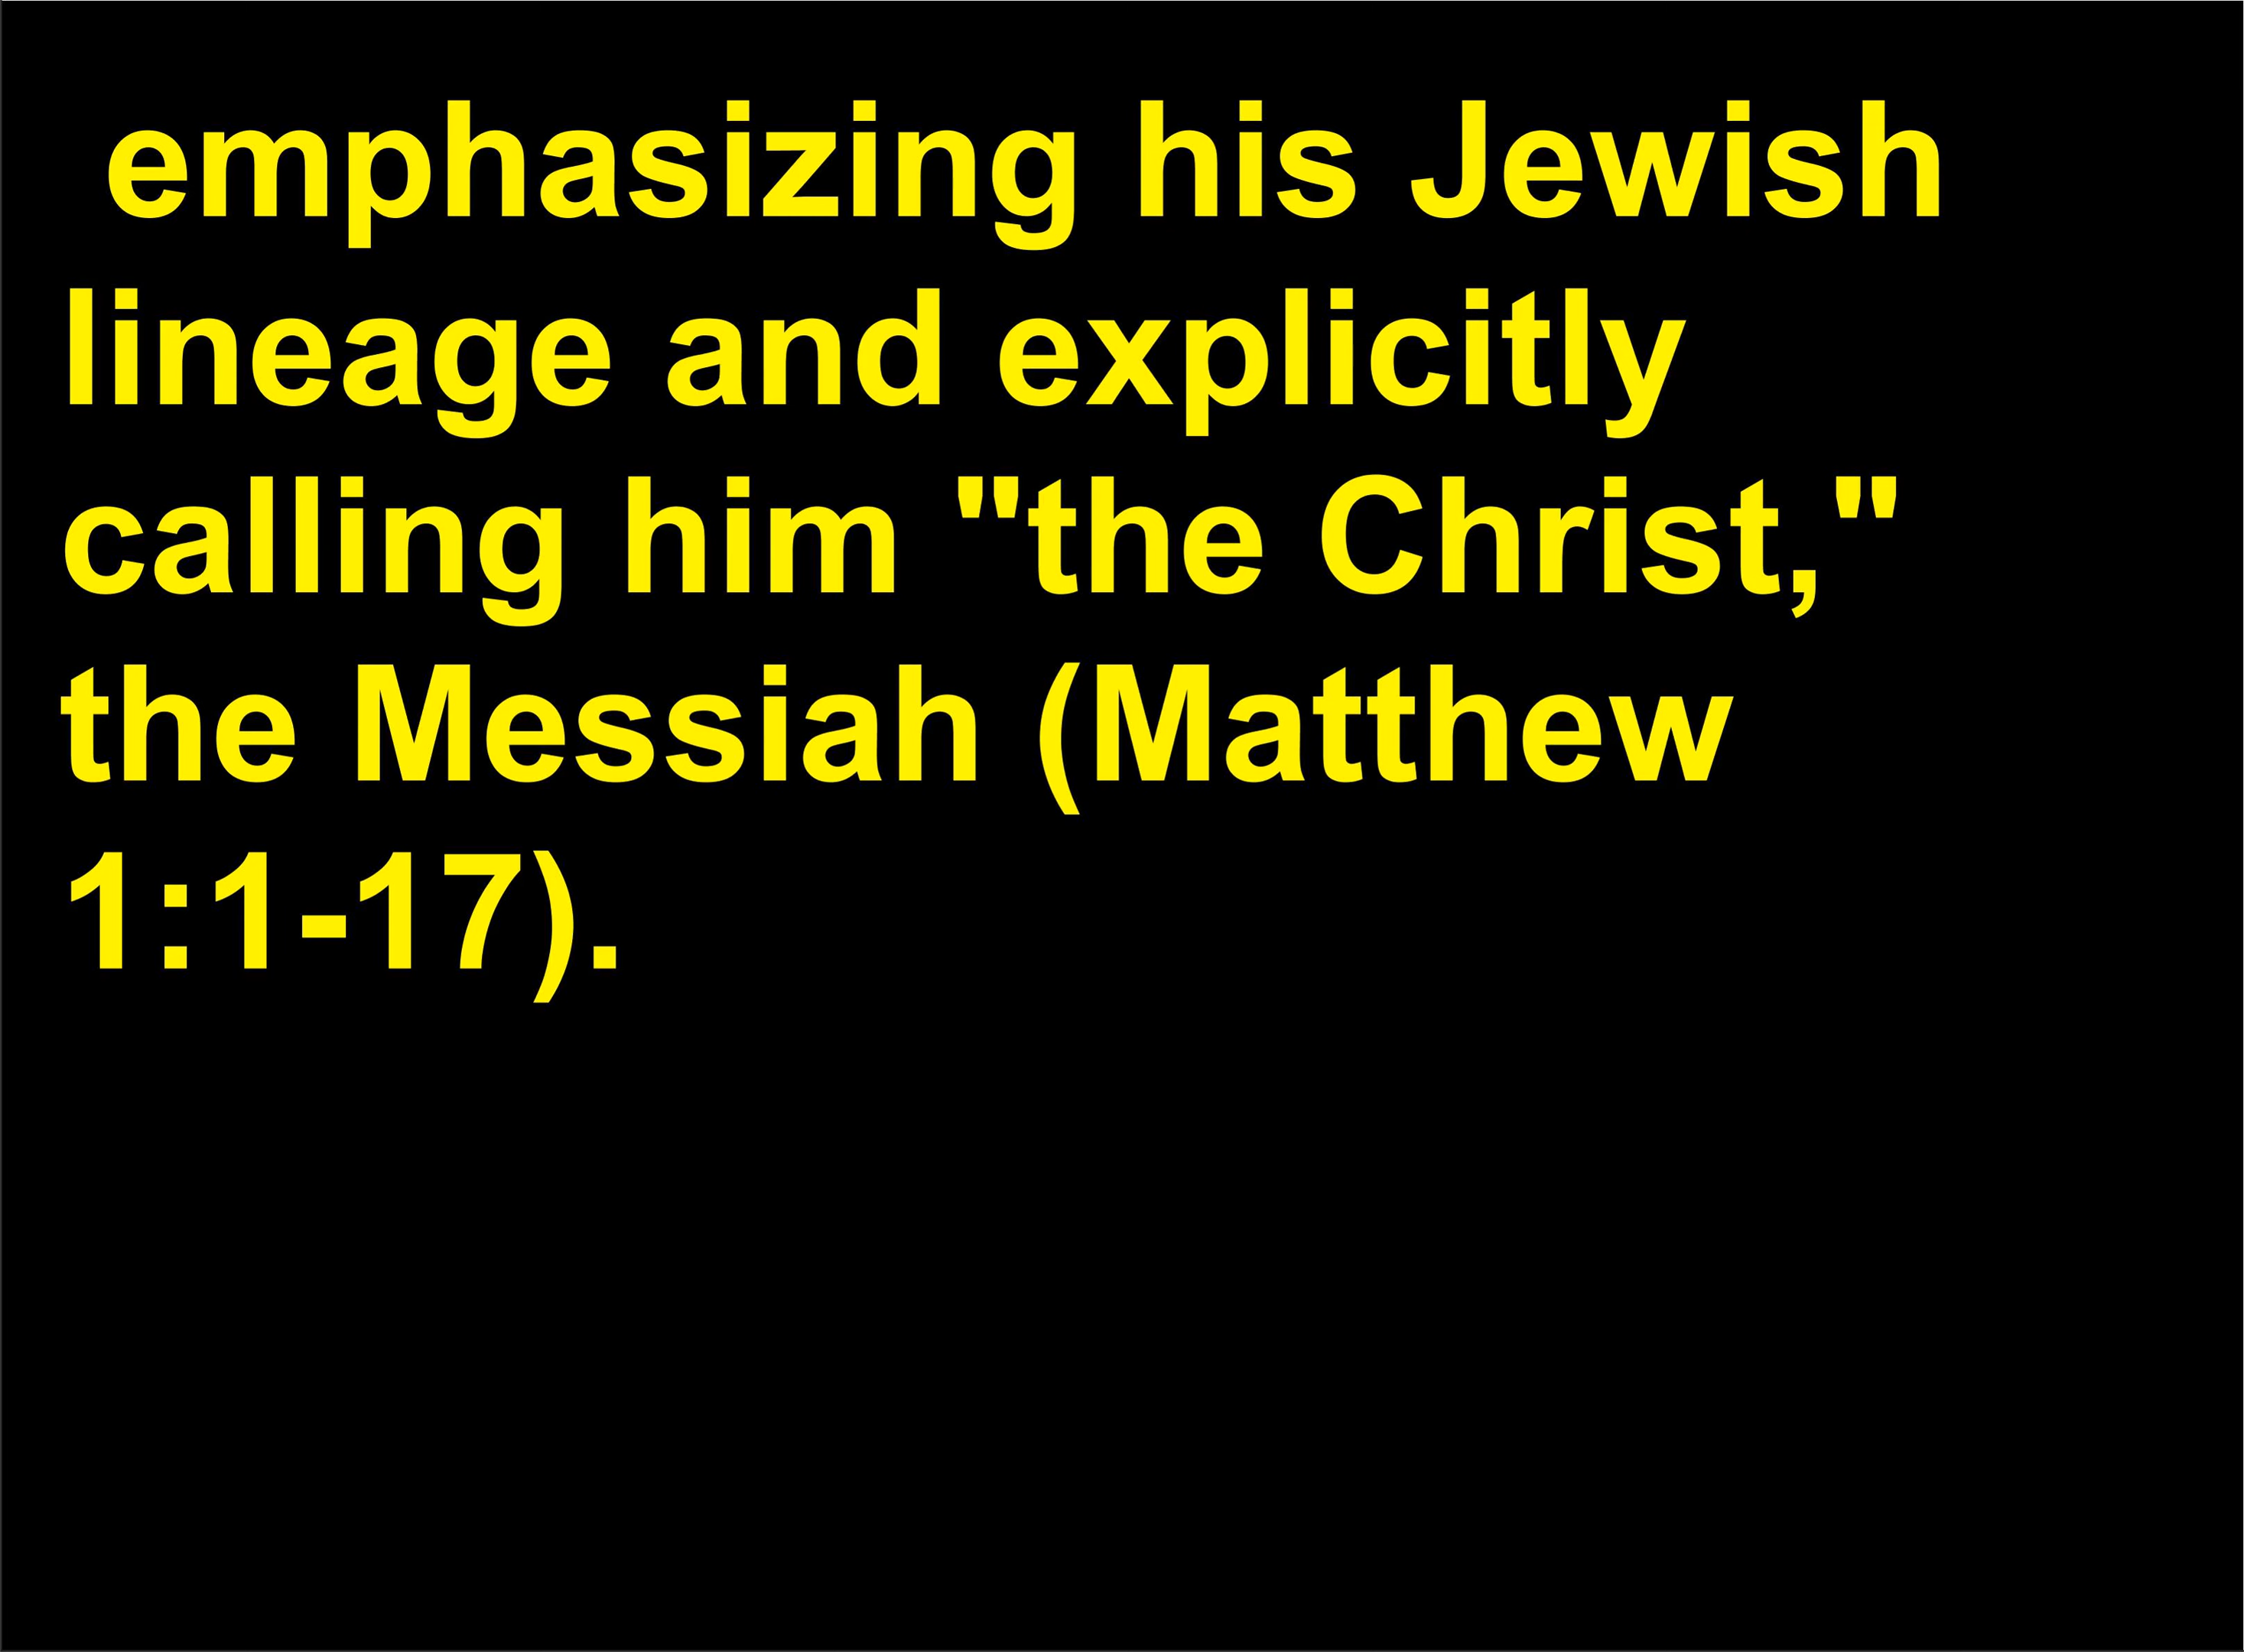 emphasizing his Jewish
lineage and explicitly
calling him "the Christ,"
the Messiah (Matthew
1:1-17).